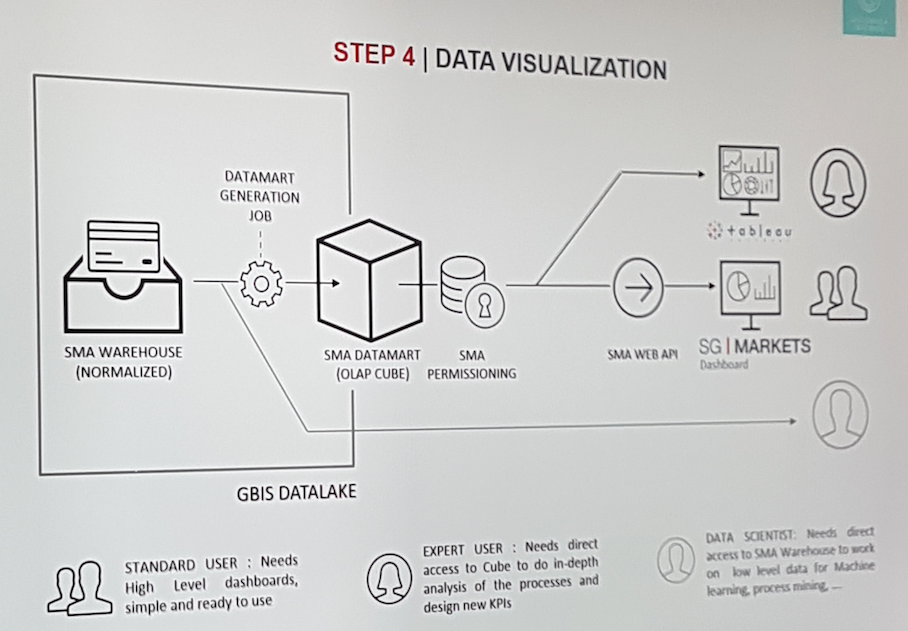 STEP 4 | DATA VISUALIZATION
DATAMART
GENERATION
JOB
tableau
SMA WAREHOUSE
(NORMALIZED)
SMA DATAMART
(OLAP CUBE)
SMA
PERMISSIONING
SMA WEB API
SG | MARKETS
Dashboard
GBIS DATALAKE
STANDARD USER : Needs
High Level dashboards,
simple and ready to use
EXPERT USER : Needs direct
access to Cube to do in-depth
analysis of the processes and
design new KPIs
DATA SCIENTIST: Needs direct
access to SMA Warehouse to work
on low level data for Machine
learning, process mining, ...